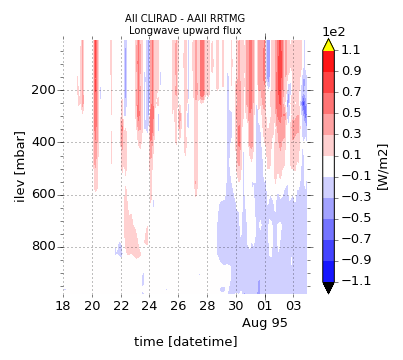 All CLIRAD - AAll RRTMG
Longwave upward flux
1e2
1.1
0.9
0.7
0.5
0.3
0.1
−0.1
−0.3
−0.5
−0.7
−0.9
−1.1
[W/m2]
ilev [mbar]
200
400
600
800
18 20 22 24 26 28 30 01 03
Aug 95
time [datetime]